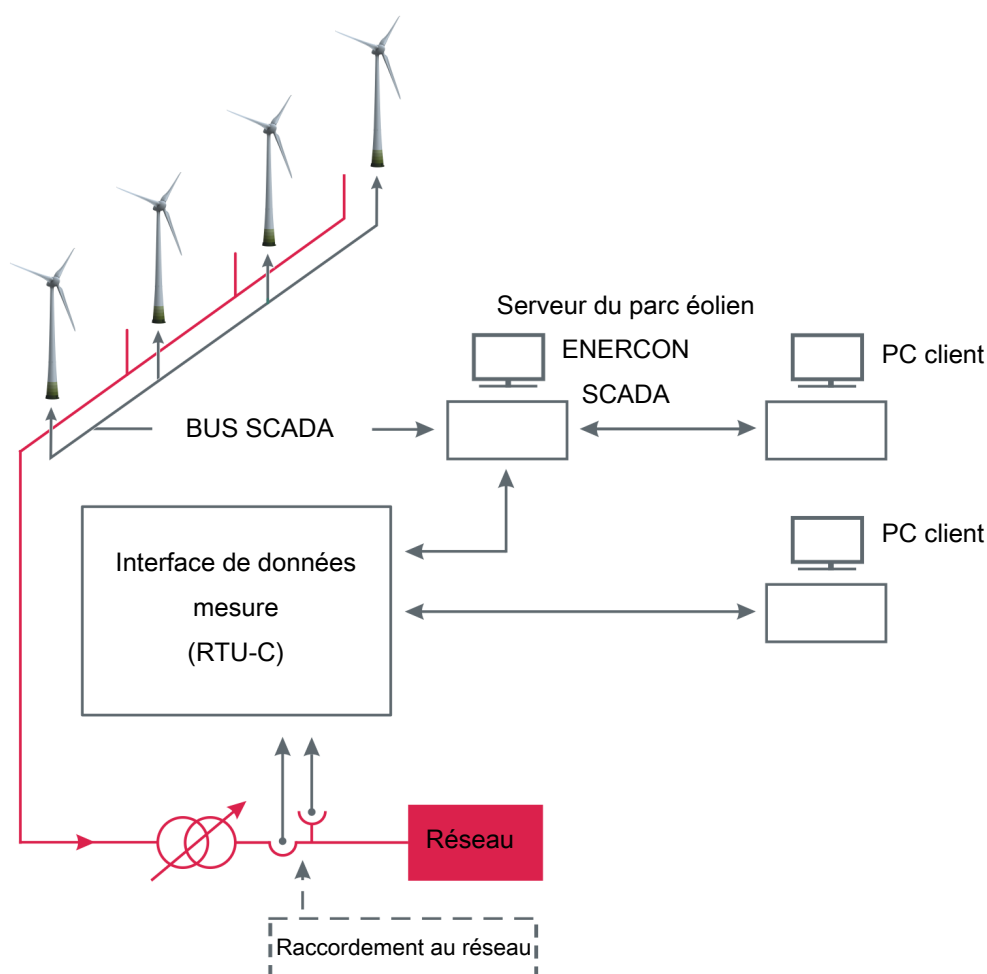 Serveur du parc éolien
ENERCON
SCADA
PC client
BUS SCADA
PC client
Interface de données
mesure
(RTU-C)
Réseau
Raccordement au réseau